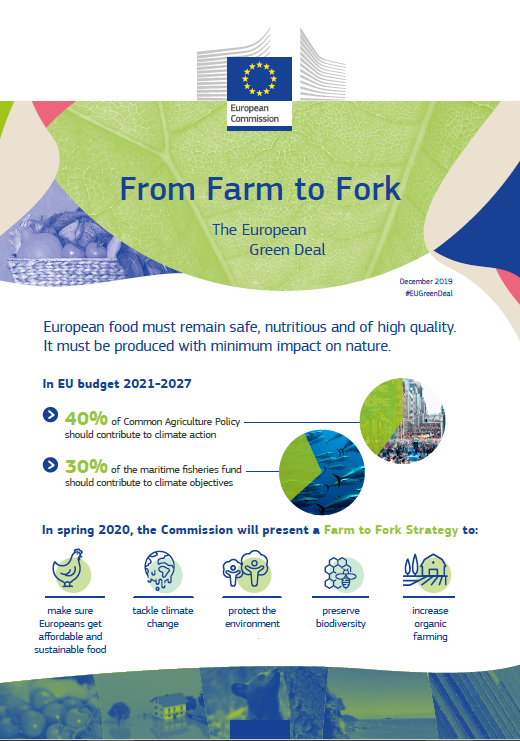 European
Commission
From Farm to Fork
The European
Green Deal
December 2019
#EUGreenDeal
European food must remain safe, nutritious and of high quality.
It must be produced with minimum impact on nature.
In EU budget 2021-2027
40% of Common Agriculture Policy
should contribute to climate action
30% of the maritime fisheries fund
should contribute to climate objectives
In spring 2020, the Commission will present a Farm to Fork Strategy to:
make sure
Europeans get
affordable and
sustainable food
tackle climate
change
protect the
environment
.
preserve
biodiversity
increase
organic
farming